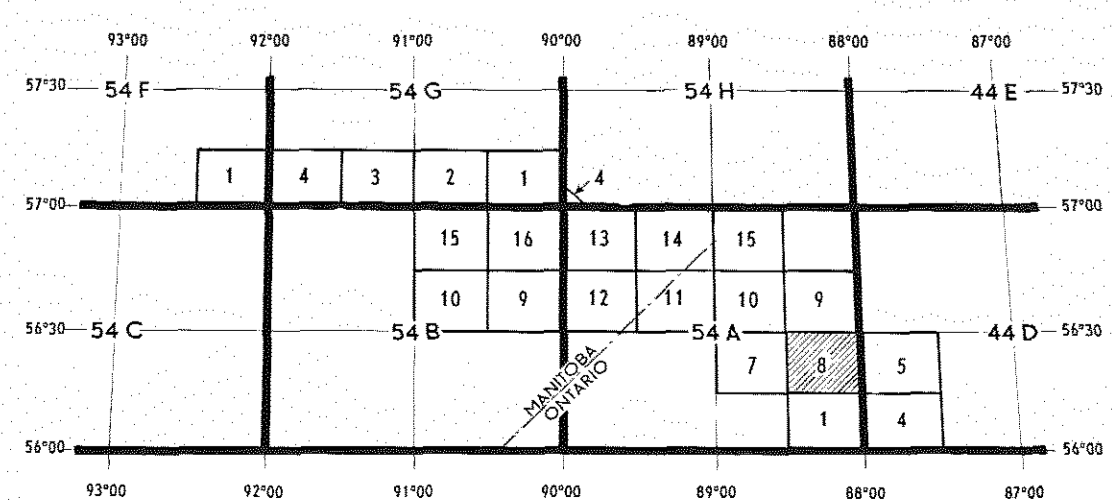 93°00 92°00 91°00 90°00 89°00 88°00 87°00
57°30 54 F 54 G 54 H 44 E 57°30
1 4 3 2 1 4
57°00 57°00
15 16 13 14 15
10 9 12 11 10 9
56°30 54 C 54 B 54 A 44 D 56°30
7 8 5
MANITOBA
ONTARIO
1 4
56°00 56°00
93°00 92°00 91°00 90°00 89°00 88°00 87°00